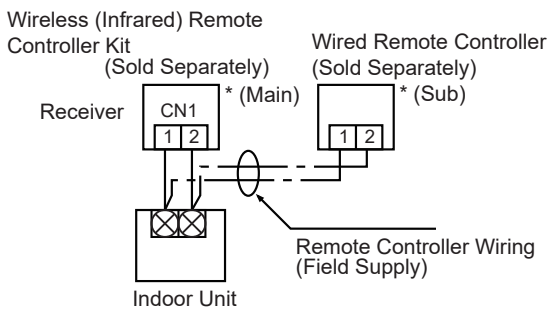 Wireless (Infrared) Remote
Controller Kit
(Sold Separately)
* (Main)
Receiver
CN1
1 2
Wired Remote Controller
(Sold Separately)
* (Sub)
1 2
Remote Controller Wiring
(Field Supply)
Indoor Unit